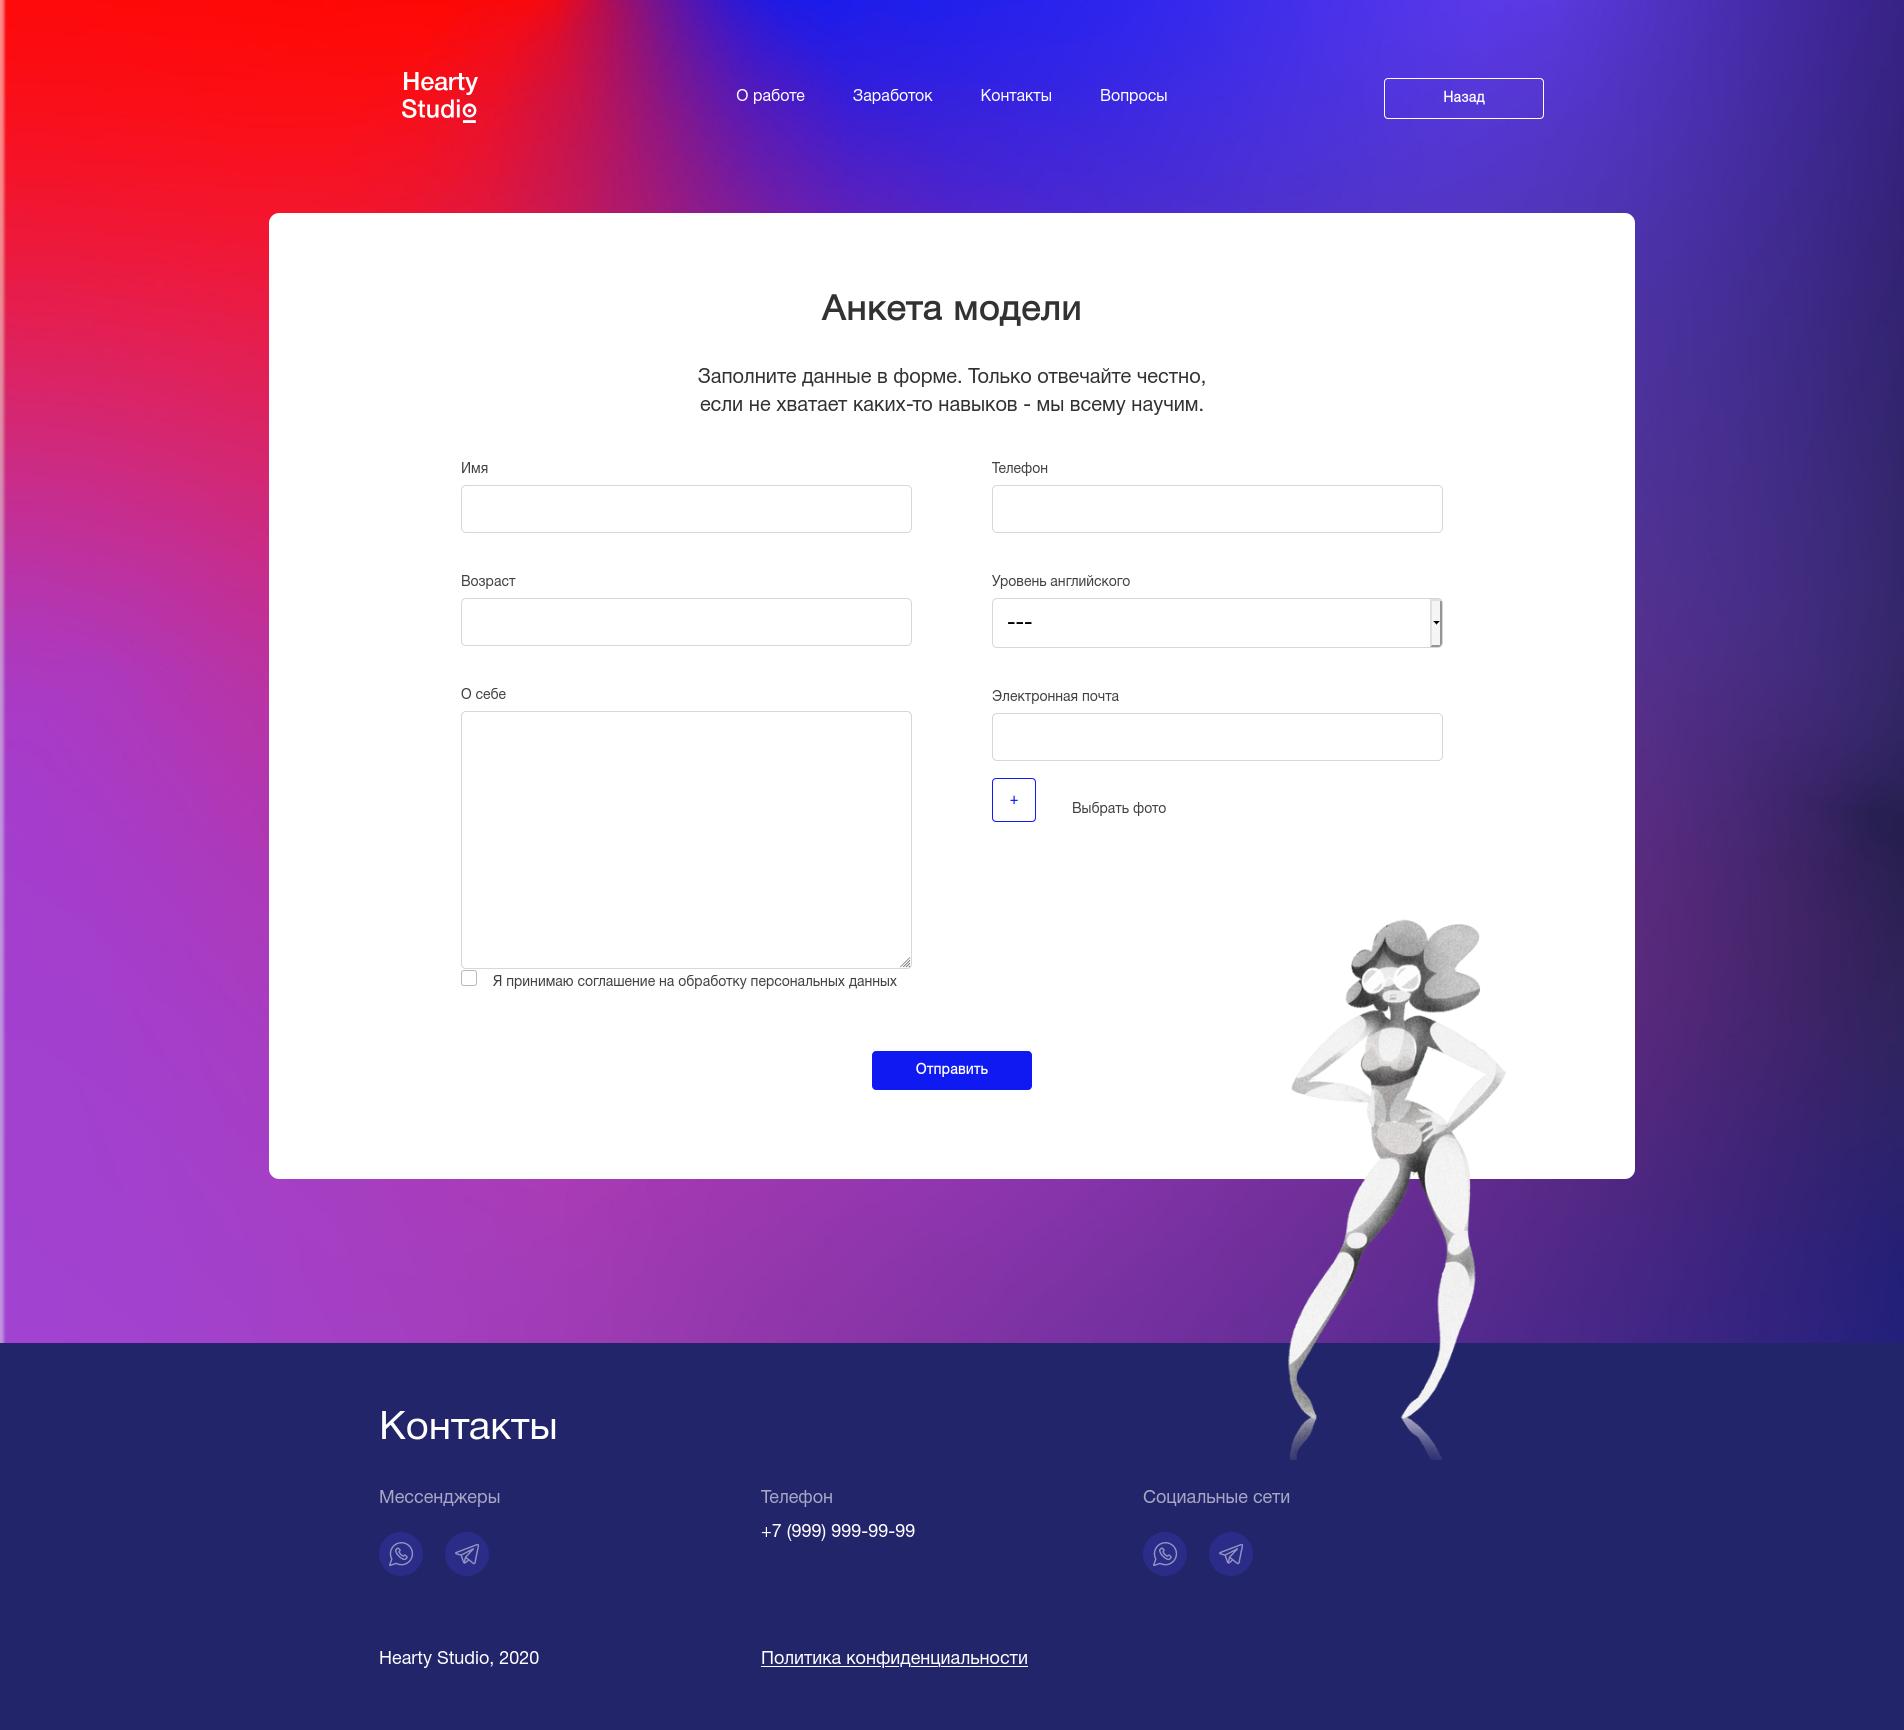 Hearty
Studio
О работе
Заработок
Контакты
Вопросы
Назад
Анкета модели
Заполните данные в форме. Только отвечайте честно,
если не хватает каких-то навыков - мы всему научим.
Имя
Телефон
Возраст
Уровень английского
---
О себе
Электронная почта
+
Выбрать фото
Я принимаю соглашение на обработку персональных данных
Отправить
Контакты
Мессенджеры
Телефон
Социальные сети
+7 (999) 999-99-99
Hearty Studio, 2020
Политика конфиденциальности